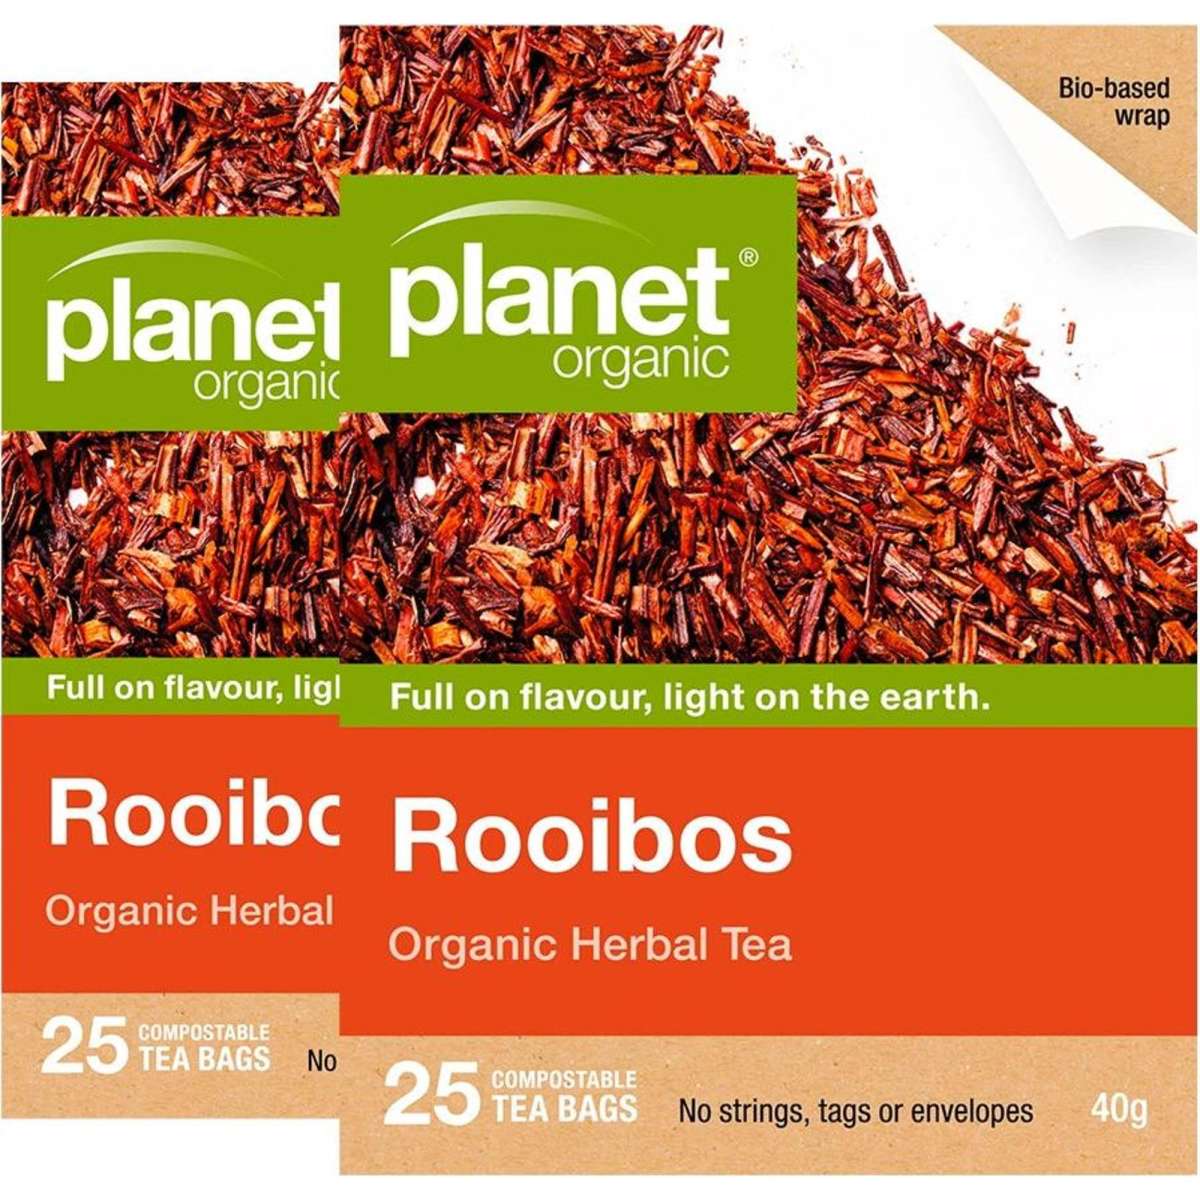 planet
organic
Full on flavour, ligl
Rooibo
Organic Herbal
25 COMPOSTABLE
TEA BAGS
No
Bio-based
wrap
planet®
organic
Full on flavour, light on the earth.
Rooibos
Organic Herbal Tea
25 COMPOSTABLE
TEA BAGS
No strings, tags or envelopes
40g